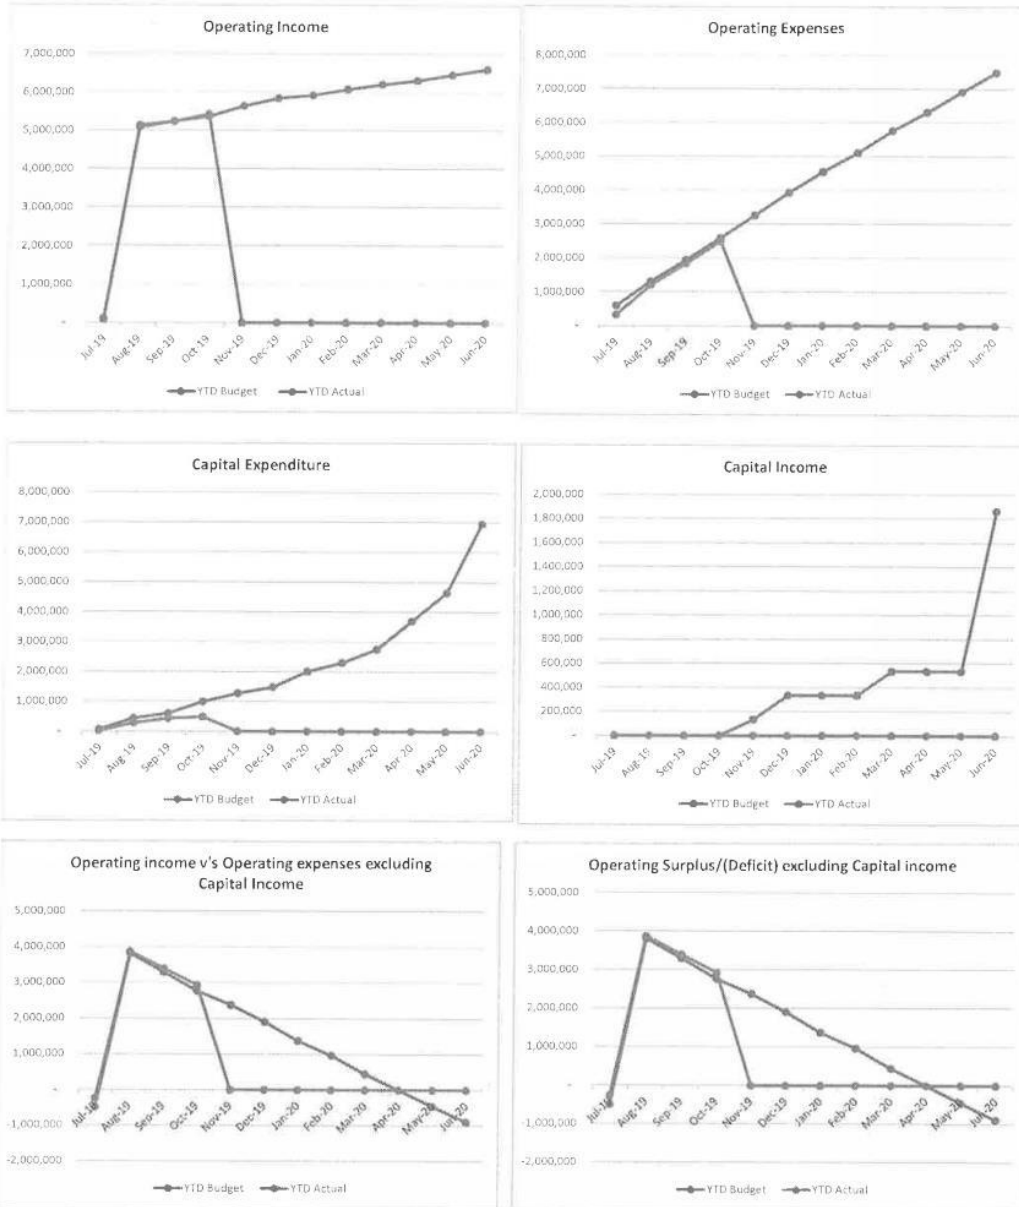 Operating Income
7,000,000
6,000,000
5,000,000
4,000,000
3,000,000
2,000,000
1,000,000
-
Jul-19 Aug-19 Sep-19 Oct-19 Nov-19 Dec-19 Jan-20 Feb-20 Mar-20 Apr-20 May-20 Jun-20
YTD Budget YTD Actual
Operating Expenses
8,000,000
7,000,000
6,000,000
5,000,000
4,000,000
3,000,000
2,000,000
1,000,000
-
Jul-19 Aug-19 Sep-19 Oct-19 Nov-19 Dec-19 Jan-20 Feb-20 Mar-20 Apr-20 May-20 Jun-20
YTD Budget YTD Actual
Capital Expenditure
8,000,000
7,000,000
6,000,000
5,000,000
4,000,000
3,000,000
2,000,000
1,000,000
-
Jul-19 Aug-19 Sep-19 Oct-19 Nov-19 Dec-19 Jan-20 Feb-20 Mar-20 Apr-20 May-20 Jun-20
YTD Budget YTD Actual
Capital Income
2,000,000
1,800,000
1,600,000
1,400,000
1,200,000
1,000,000
800,000
600,000
400,000
200,000
-
Jul-19 Aug-19 Sep-19 Oct-19 Nov-19 Dec-19 Jan-20 Feb-20 Mar-20 Apr-20 May-20 Jun-20
YTD Budget YTD Actual
Operating income v's Operating expenses excluding
Capital Income
5,000,000
4,000,000
3,000,000
2,000,000
1,000,000
-
-1,000,000
-2,000,000
Jul-19 Aug-19 Sep-19 Oct-19 Nov-19 Dec-19 Jan-20 Feb-20 Mar-20 Apr-20 May-20 Jun-20
YTD Budget YTD Actual
Operating Surplus/(Deficit) excluding Capital income
5,000,000
4,000,000
3,000,000
2,000,000
1,000,000
-
-1,000,000
-2,000,000
Jul-19 Aug-19 Sep-19 Oct-19 Nov-19 Dec-19 Jan-20 Feb-20 Mar-20 Apr-20 May-20 Jun-20
YTD Budget YTD Actual